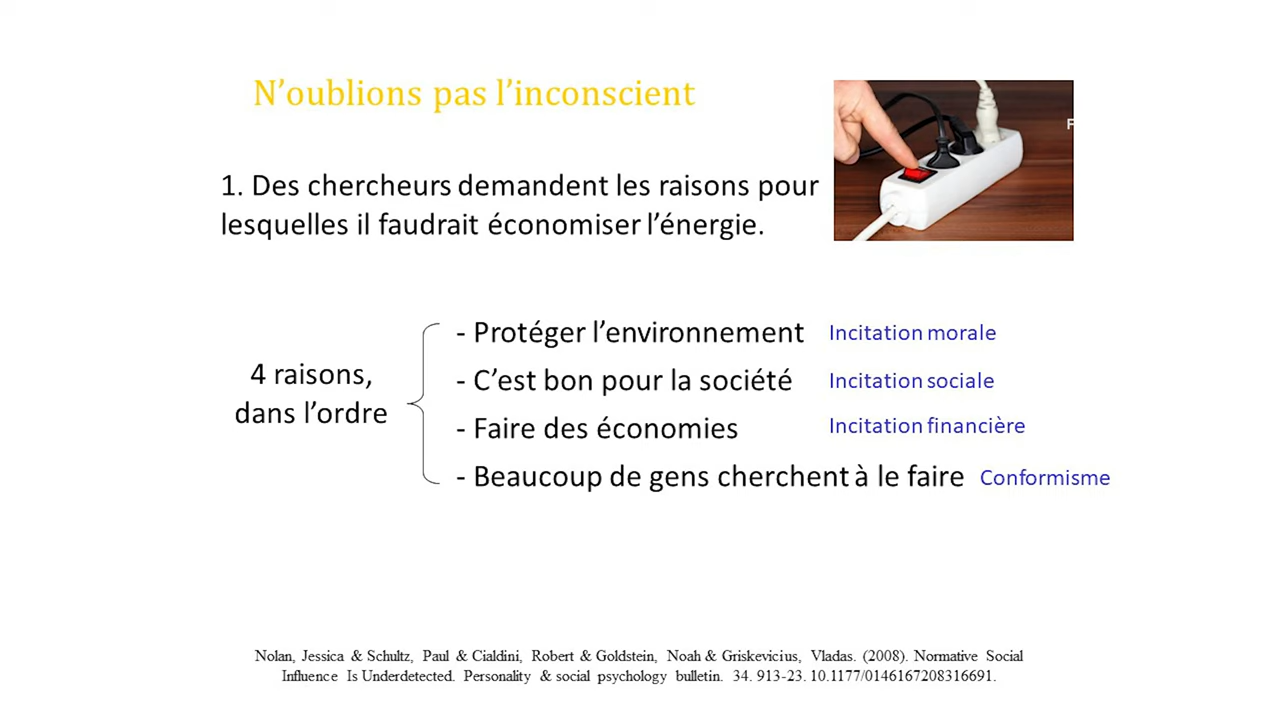 N’oublions pas l’inconscient
F
1. Des chercheurs demandent les raisons pour
lesquelles il faudrait économiser l’énergie.
4 raisons,
dans l’ordre
- Protéger l’environnement Incitation morale
- C’est bon pour la société Incitation sociale
- Faire des économies Incitation financière
- Beaucoup de gens cherchent à le faire Conformisme
Nolan, Jessica & Schultz, Paul & Cialdini, Robert & Goldstein, Noah & Griskevicius, Vladas. (2008). Normative Social
Influence Is Underdetected. Personality & social psychology bulletin. 34. 913-23. 10.1177/0146167208316691.